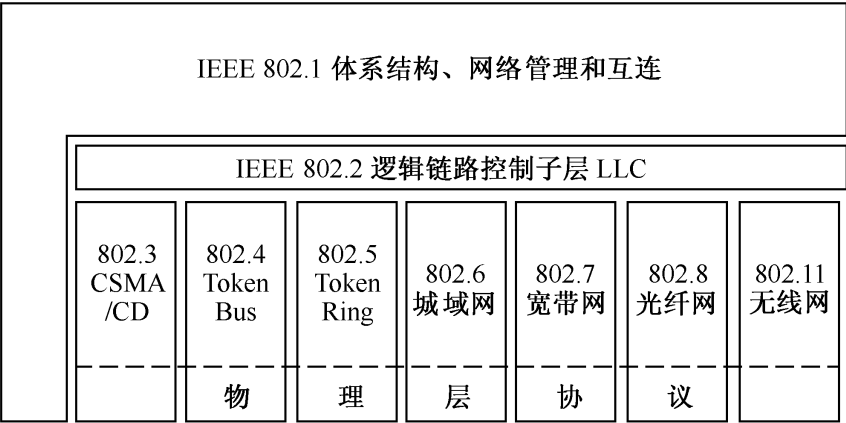 IEEE 802.1 体系结构、网络管理和互连
IEEE 802.2 逻辑链路控制子层 LLC
802.3
CSMA
/CD
802.4
Token
Bus
802.5
Token
Ring
802.6
城域网
802.7
宽带网
802.8
光纤网
802.11
无线网
物 理 层 协 议